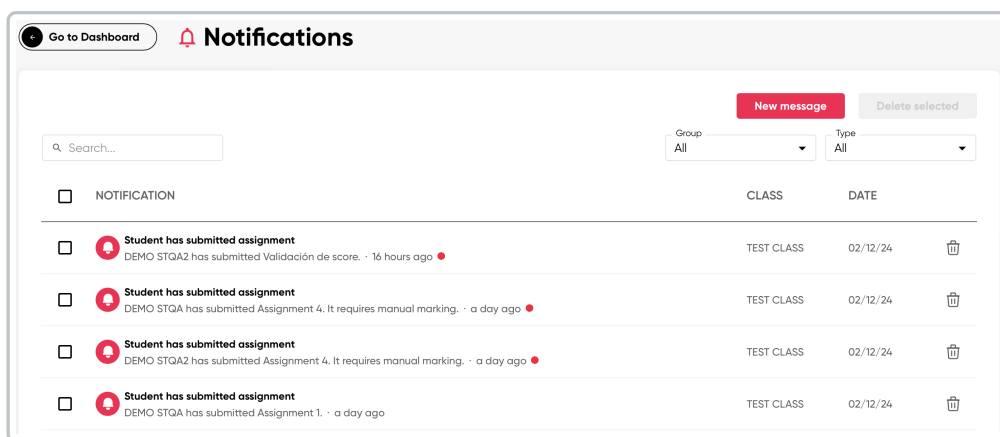 Go to Dashboard
Notifications
New message
Delete selected
Search...
Group
All
Type
All
NOTIFICATION
CLASS
DATE
Student has submitted assignment
DEMO STQA2 has submitted Validación de score. · 16 hours ago
TEST CLASS
02/12/24
Student has submitted assignment
DEMO STQA has submitted Assignment 4. It requires manual marking. · a day ago
TEST CLASS
02/12/24
Student has submitted assignment
DEMO STQA2 has submitted Assignment 4. It requires manual marking. · a day ago
TEST CLASS
02/12/24
Student has submitted assignment
DEMO STQA has submitted Assignment 1. · a day ago
TEST CLASS
02/12/24